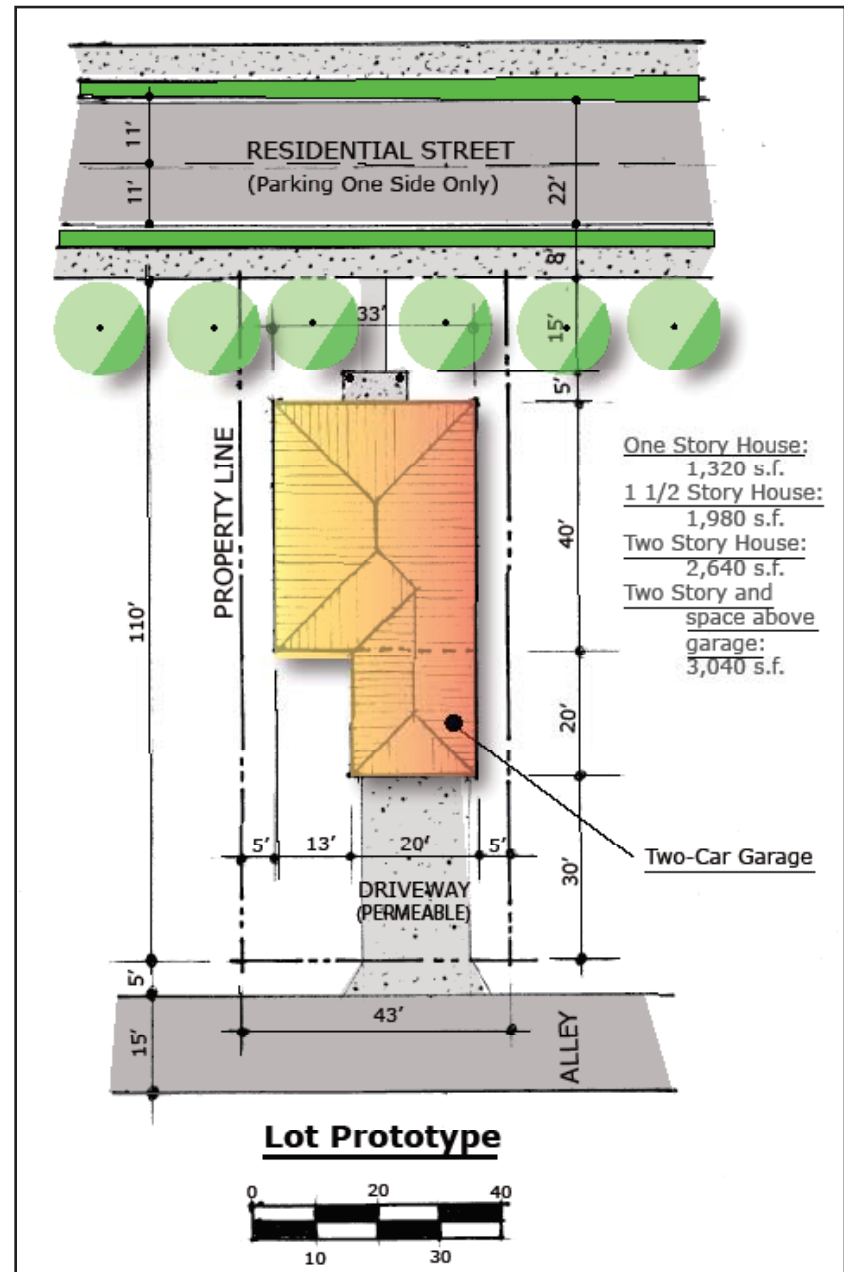 11'
11'
RESIDENTIAL STREET
(Parking One Side Only)
22'
8'
33'
15'
5'
PROPERTY LINE
110'
40'
One Story House:
1,320 s.f.
1 1/2 Story House:
1,980 s.f.
Two Story House:
2,640 s.f.
Two Story and
space above
garage:
3,040 s.f.
20'
5'
13'
20'
5'
30'
Two-Car Garage
DRIVEWAY
(PERMEABLE)
5'
43'
15'
ALLEY
Lot Prototype
0 20 40
10 30